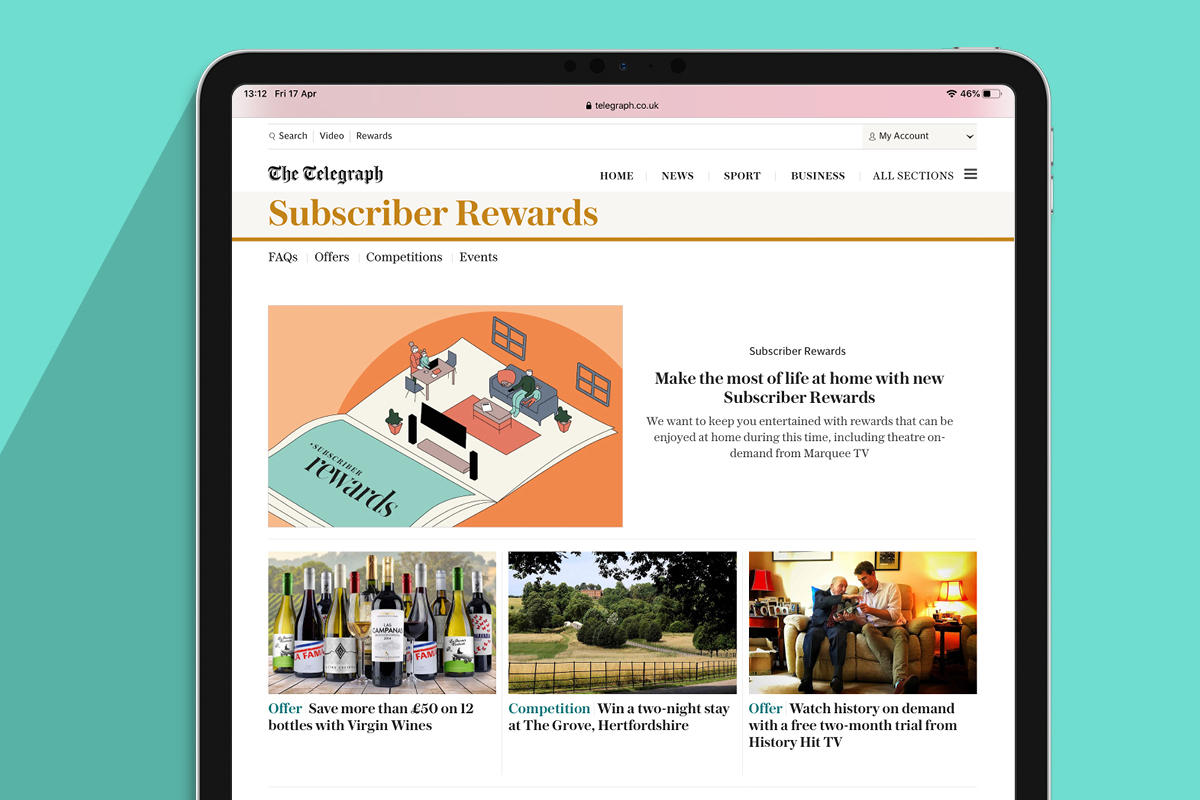 13:12 Fri 17 Apr
46%
telegraph.co.uk
Search Video Rewards
My Account
The Telegraph
HOME NEWS SPORT BUSINESS ALL SECTIONS
Subscriber Rewards
FAQs Offers Competitions Events
•SUBSCRIBER
rewards
Subscriber Rewards
Make the most of life at home with new
Subscriber Rewards
We want to keep you entertained with rewards that can be
enjoyed at home during this time, including theatre on-
demand from Marquee TV
LAS
CAMPANAS
LA FAM
FAMI
Offer Save more than £50 on 12
bottles with Virgin Wines
Competition Win a two-night stay
at The Grove, Hertfordshire
Offer Watch history on demand
with a free two-month trial from
History Hit TV